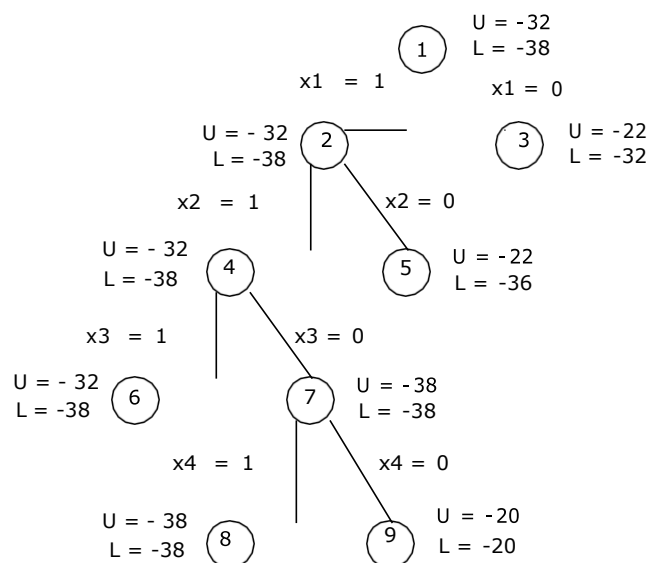 U = -32
1
L = -38
x1 = 1
x1 = 0
U = - 32
2
3
U = -22
L = -38
L = -32
x2 = 1
x2 = 0
U = - 32
4
5
U = -22
L = -38
L = -36
x3 = 1
x3 = 0
U = - 32
6
7
U = -38
L = -38
L = -38
x4 = 1
x4 = 0
U = - 38
8
9
U = -20
L = -38
L = -20